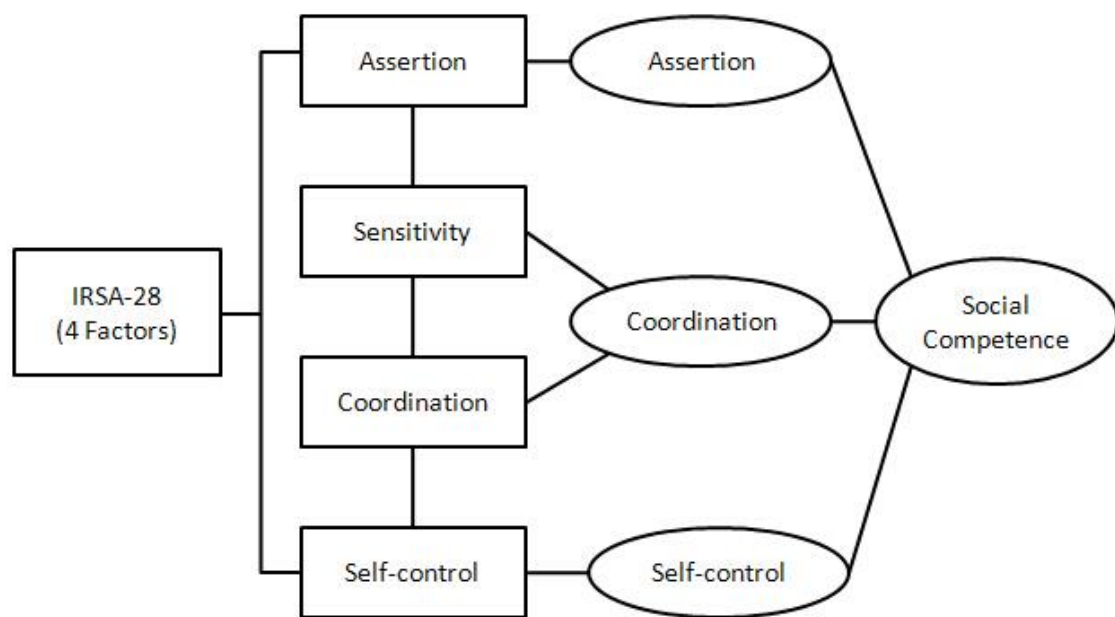 Assertion
Assertion
Sensitivity
IRSA-28
(4 Factors)
Coordination
Social
Competence
Coordination
Self-control
Self-control